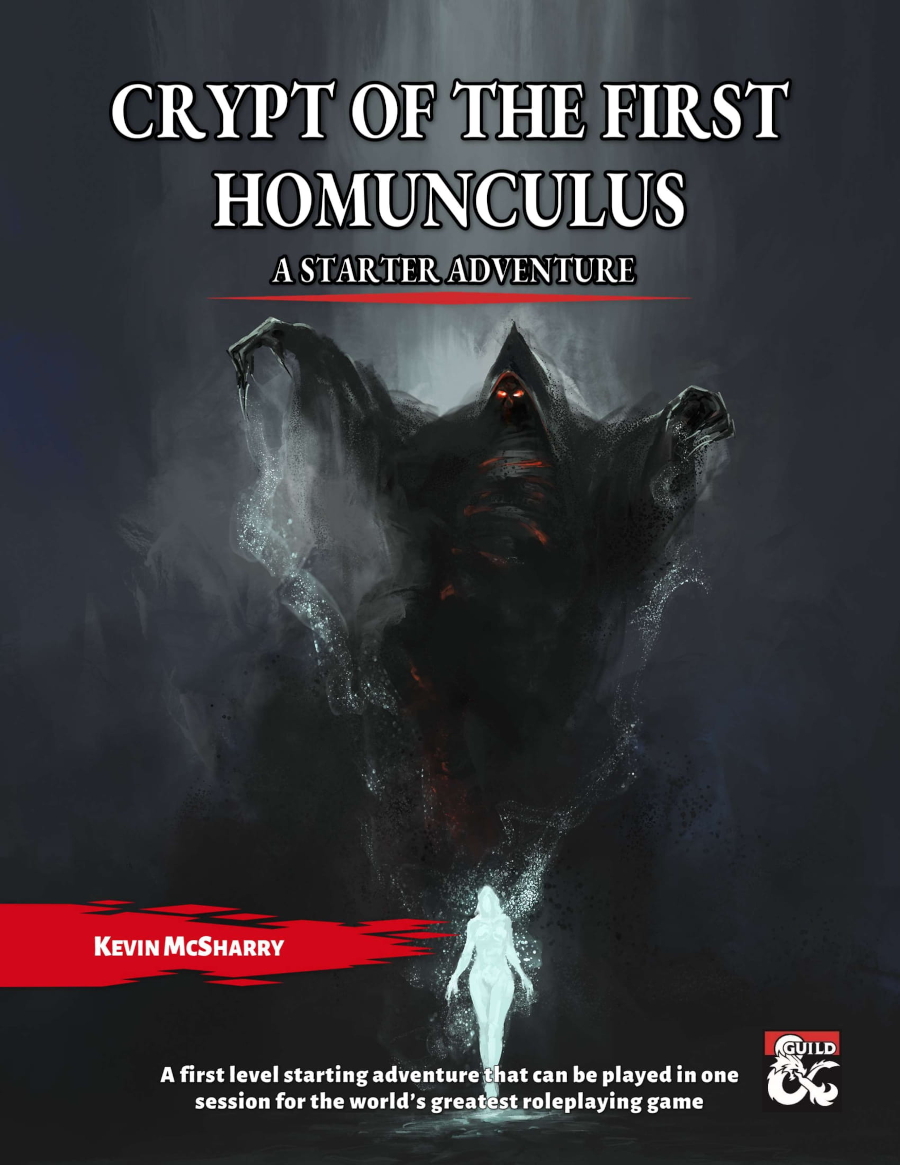 CRYPT OF THE FIRST
HOMUNCULUS
A STARTER ADVENTURE
KEVIN MCSHARRY
A first level starting adventure that can be played in one
session for the world's greatest roleplaying game
GUILD